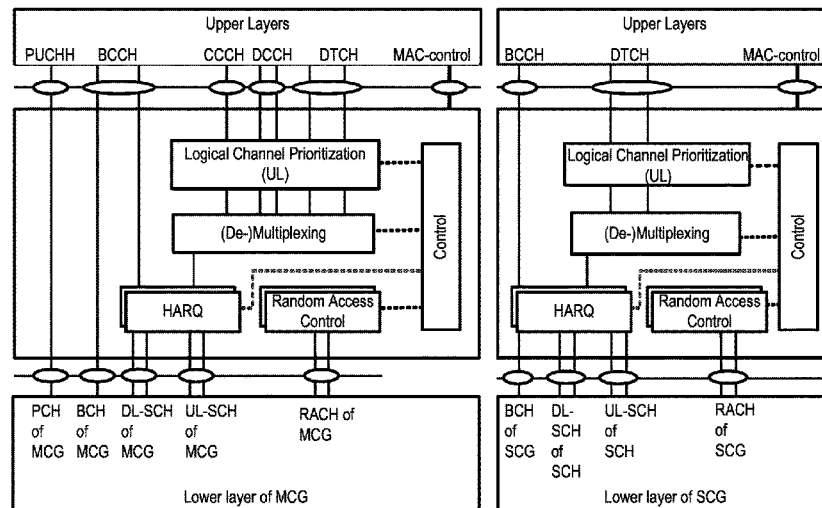 Upper Layers
PUCHH BCCH CCCH DCCH DTCH MAC-control
Logical Channel Prioritization
(UL)
(De-)Multiplexing
Control
HARQ
Random Access
Control
PCH
of
MCG
BCH
of
MCG
DL-SCH
of
MCG
UL-SCH
of
MCG
RACH of
MCG
Lower layer of MCG
Upper Layers
BCCH DTCH MAC-control
Logical Channel Prioritization
(UL)
(De-)Multiplexing
Control
HARQ
Random Access
Control
BCH
of
SCG
DL-
SCH
of
SCH
UL-SCH
of
SCH
RACH
of
SCG
Lower layer of SCG